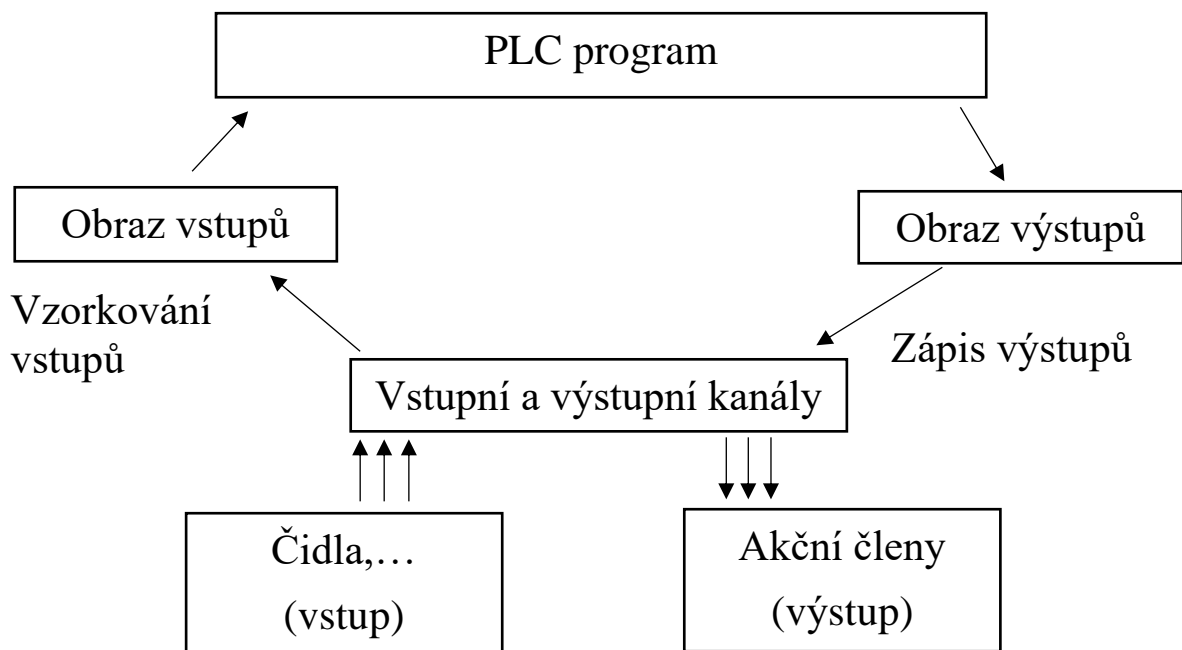 PLC program
Obraz vstupů
Obraz výstupů
Vzorkování
vstupů
Zápis výstupů
Vstupní a výstupní kanály
Čidla,…
(vstup)
Akční členy
(výstup)